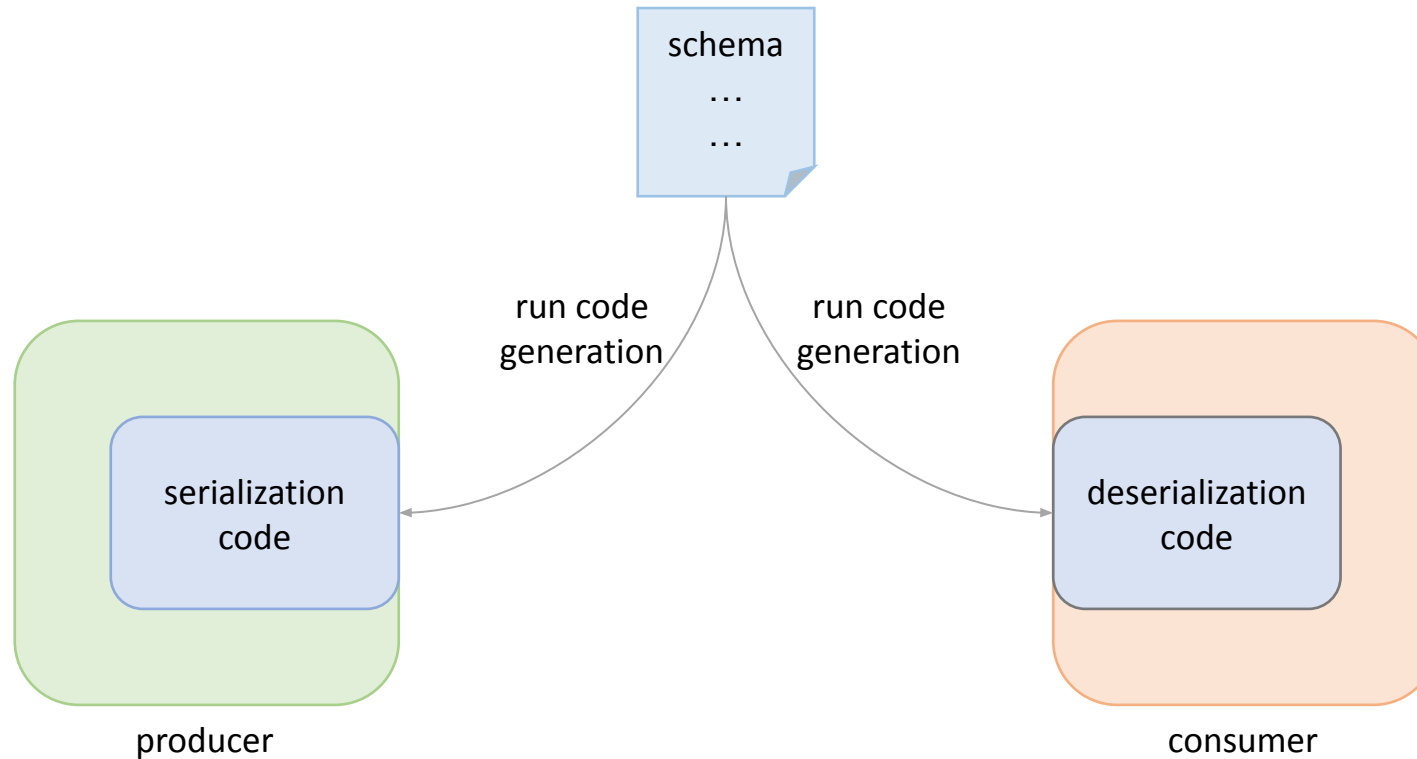 schema
...
...
run code
generation
run code
generation
serialization
code
deserialization
code
producer
consumer